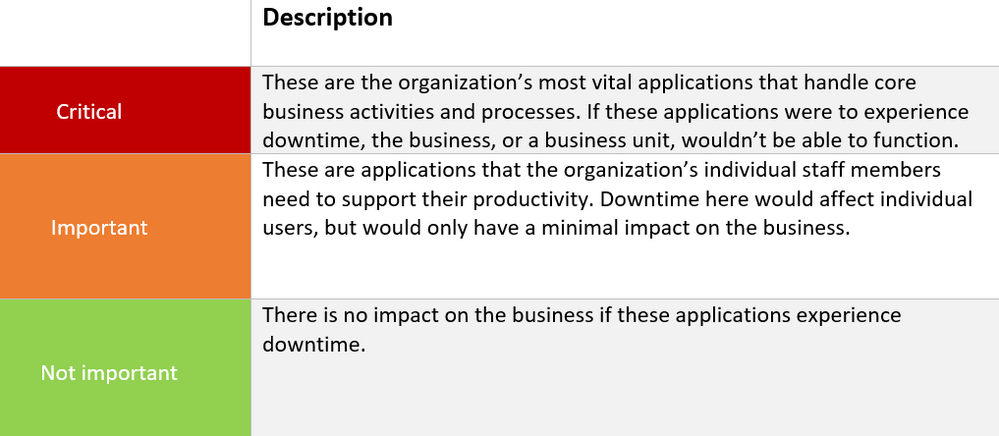 Description
Critical
These are the organization’s most vital applications that handle core
business activities and processes. If these applications were to experience
downtime, the business, or a business unit, wouldn’t be able to function.
Important
These are applications that the organization’s individual staff members
need to support their productivity. Downtime here would affect individual
users, but would only have a minimal impact on the business.
Not important
There is no impact on the business if these applications experience
downtime.